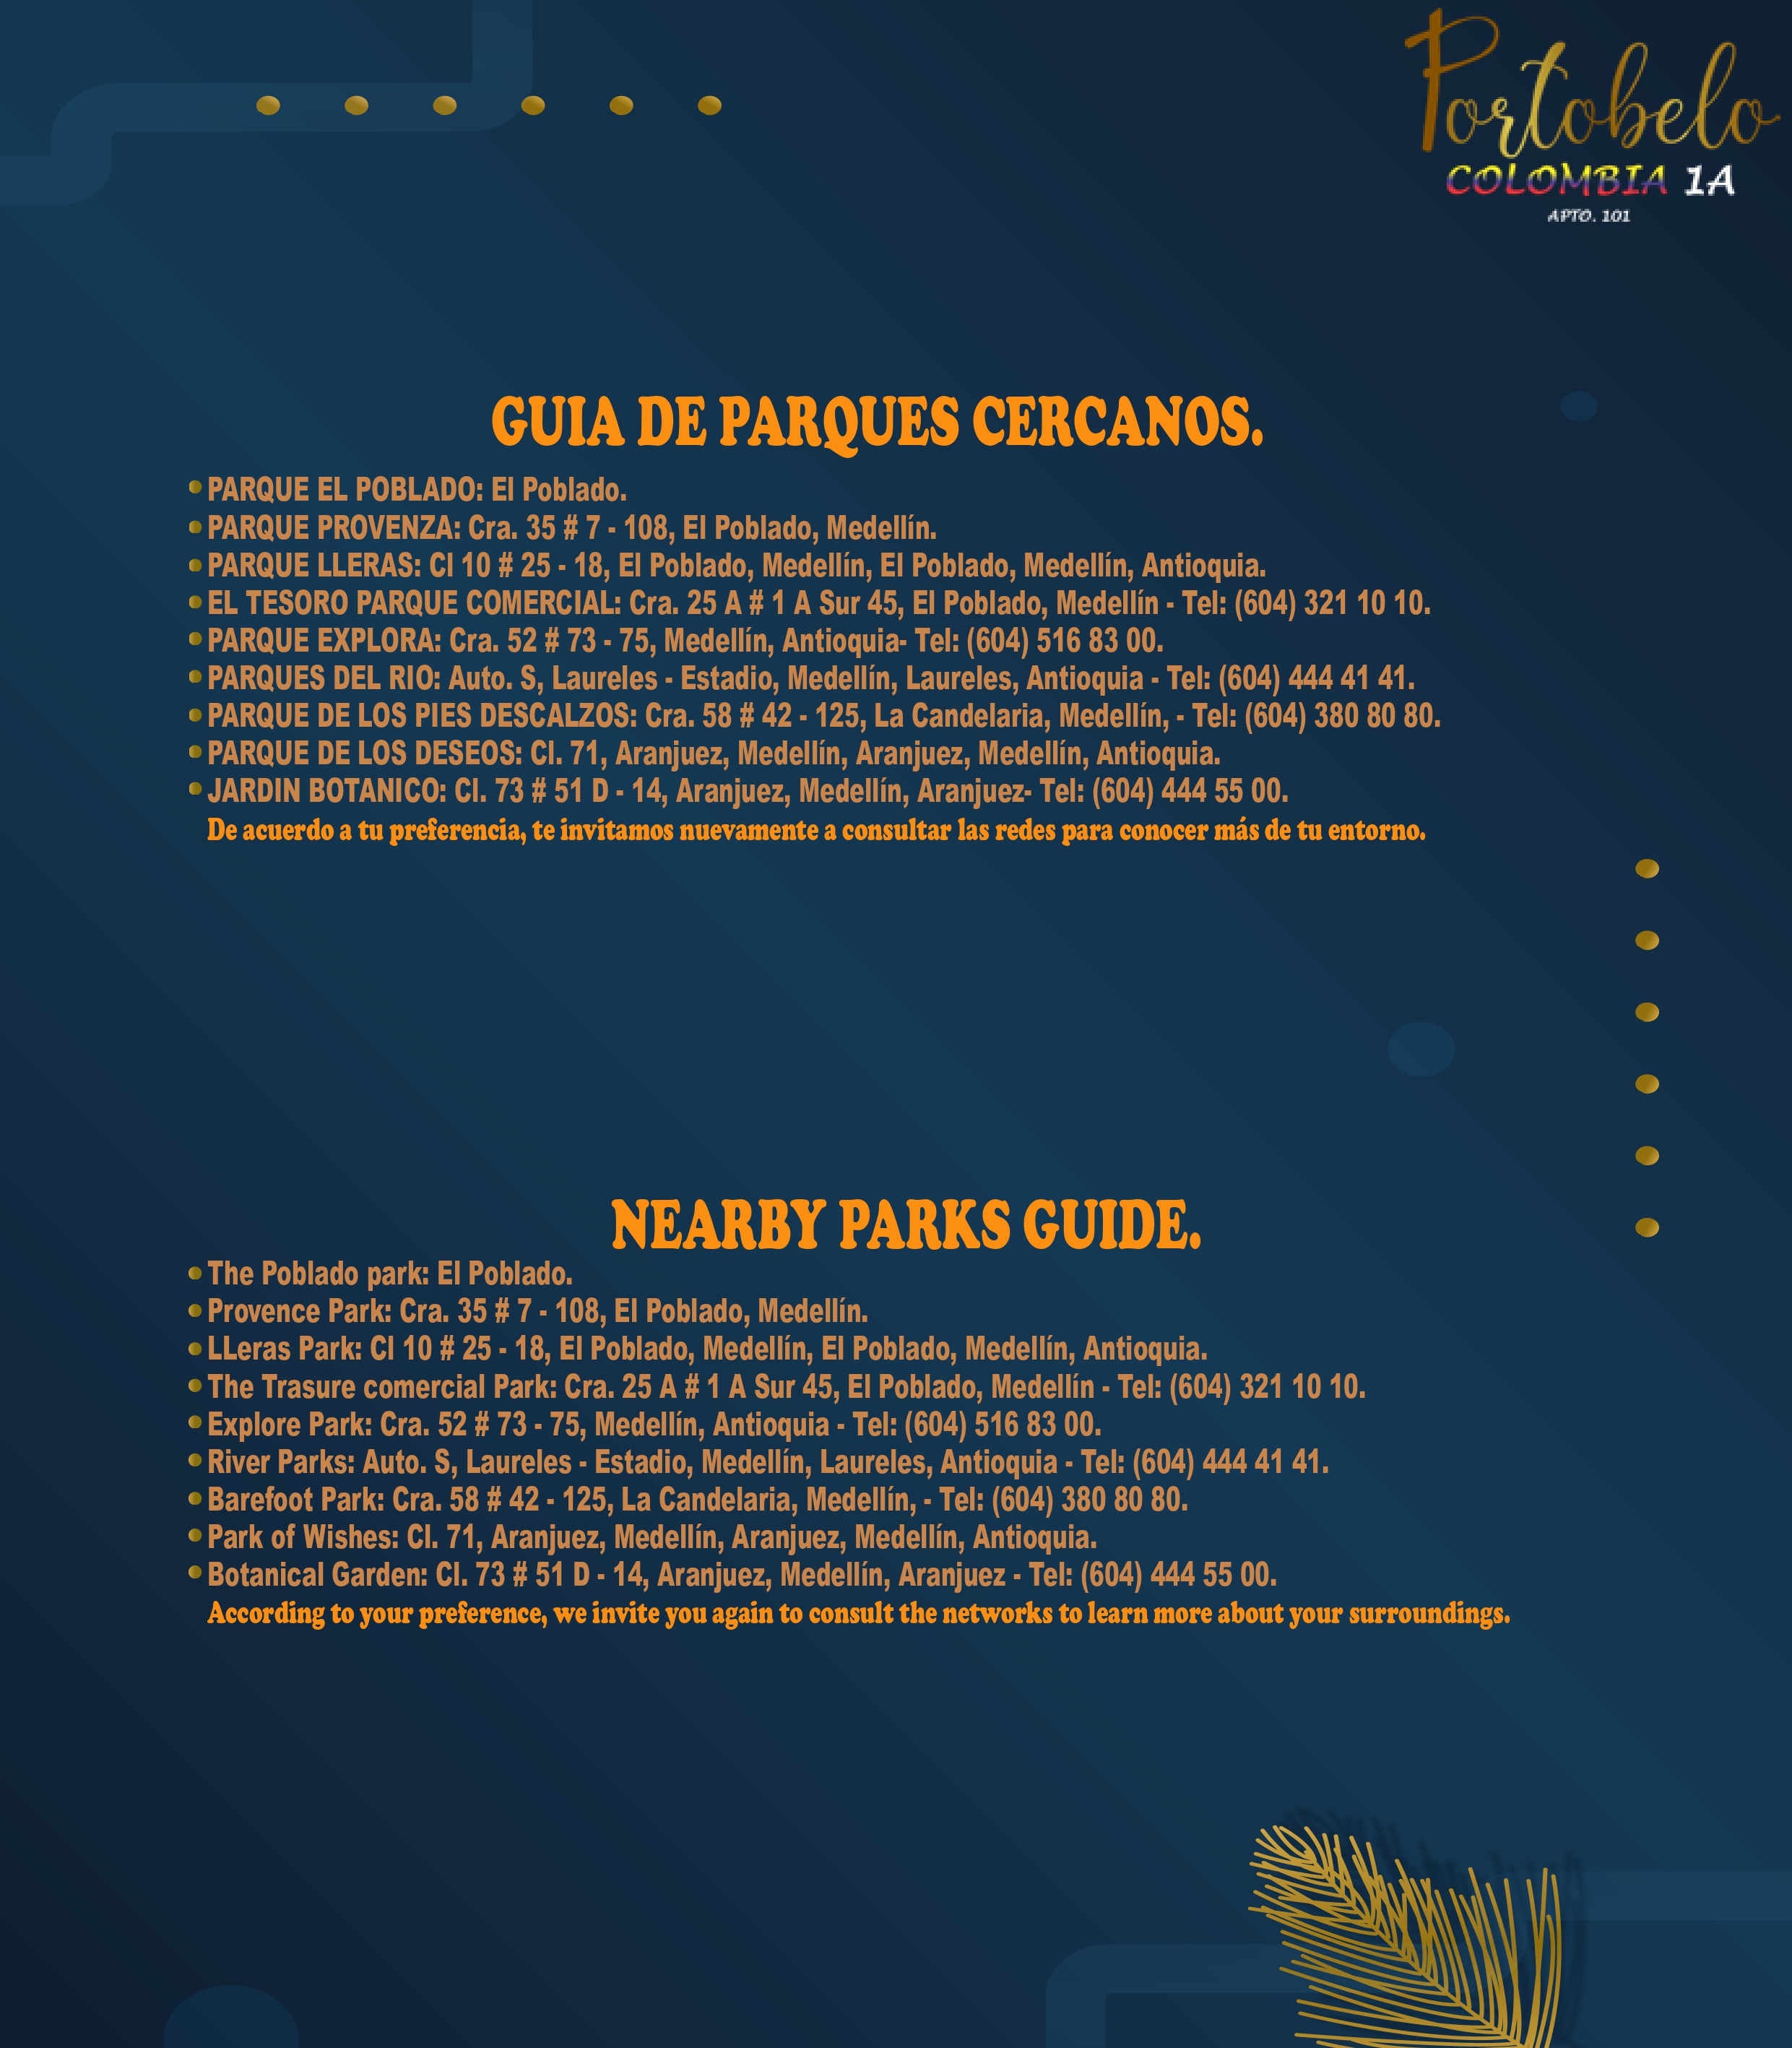 Portobelo
COLOMBIA 1A
APTO. 101
GUIA DE PARQUES CERCANOS.
PARQUE EL POBLADO: El Poblado.
PARQUE PROVENZA: Cra. 35 # 7 - 108, El Poblado, Medellín.
PARQUE LLERAS: Cl 10 # 25 - 18, El Poblado, Medellín, El Poblado, Medellín, Antioquia.
EL TESORO PARQUE COMERCIAL: Cra. 25 A # 1 A Sur 45, El Poblado, Medellín - Tel: (604) 321 10 10.
PARQUE EXPLORA: Cra. 52 # 73 - 75, Medellín, Antioquia- Tel: (604) 516 83 00.
PARQUES DEL RIO: Auto. S, Laureles - Estadio, Medellín, Laureles, Antioquia - Tel: (604) 444 41 41.
PARQUE DE LOS PIES DESCALZOS: Cra. 58 # 42 - 125, La Candelaria, Medellín, - Tel: (604) 380 80 80.
PARQUE DE LOS DESEOS: Cl. 71, Aranjuez, Medellín, Aranjuez, Medellín, Antioquia.
JARDIN BOTANICO: Cl. 73 # 51 D - 14, Aranjuez, Medellín, Aranjuez- Tel: (604) 444 55 00.
De acuerdo a tu preferencia, te invitamos nuevamente a consultar las redes para conocer más de tu entorno.
NEARBY PARKS GUIDE.
The Poblado park: El Poblado.
Provence Park: Cra. 35 # 7 - 108, El Poblado, Medellín.
LLeras Park: Cl 10 # 25 - 18, El Poblado, Medellín, El Poblado, Medellín, Antioquia.
The Trasure comercial Park: Cra. 25 A # 1 A Sur 45, El Poblado, Medellín - Tel: (604) 321 10 10.
Explore Park: Cra. 52 # 73 - 75, Medellín, Antioquia - Tel: (604) 516 83 00.
River Parks: Auto. S, Laureles - Estadio, Medellín, Laureles, Antioquia - Tel: (604) 444 41 41.
Barefoot Park: Cra. 58 # 42 - 125, La Candelaria, Medellín, - Tel: (604) 380 80 80.
Park of Wishes: Cl. 71, Aranjuez, Medellín, Aranjuez, Medellín, Antioquia.
Botanical Garden: Cl. 73 # 51 D - 14, Aranjuez, Medellín, Aranjuez - Tel: (604) 444 55 00.
According to your preference, we invite you again to consult the networks to learn more about your surroundings.